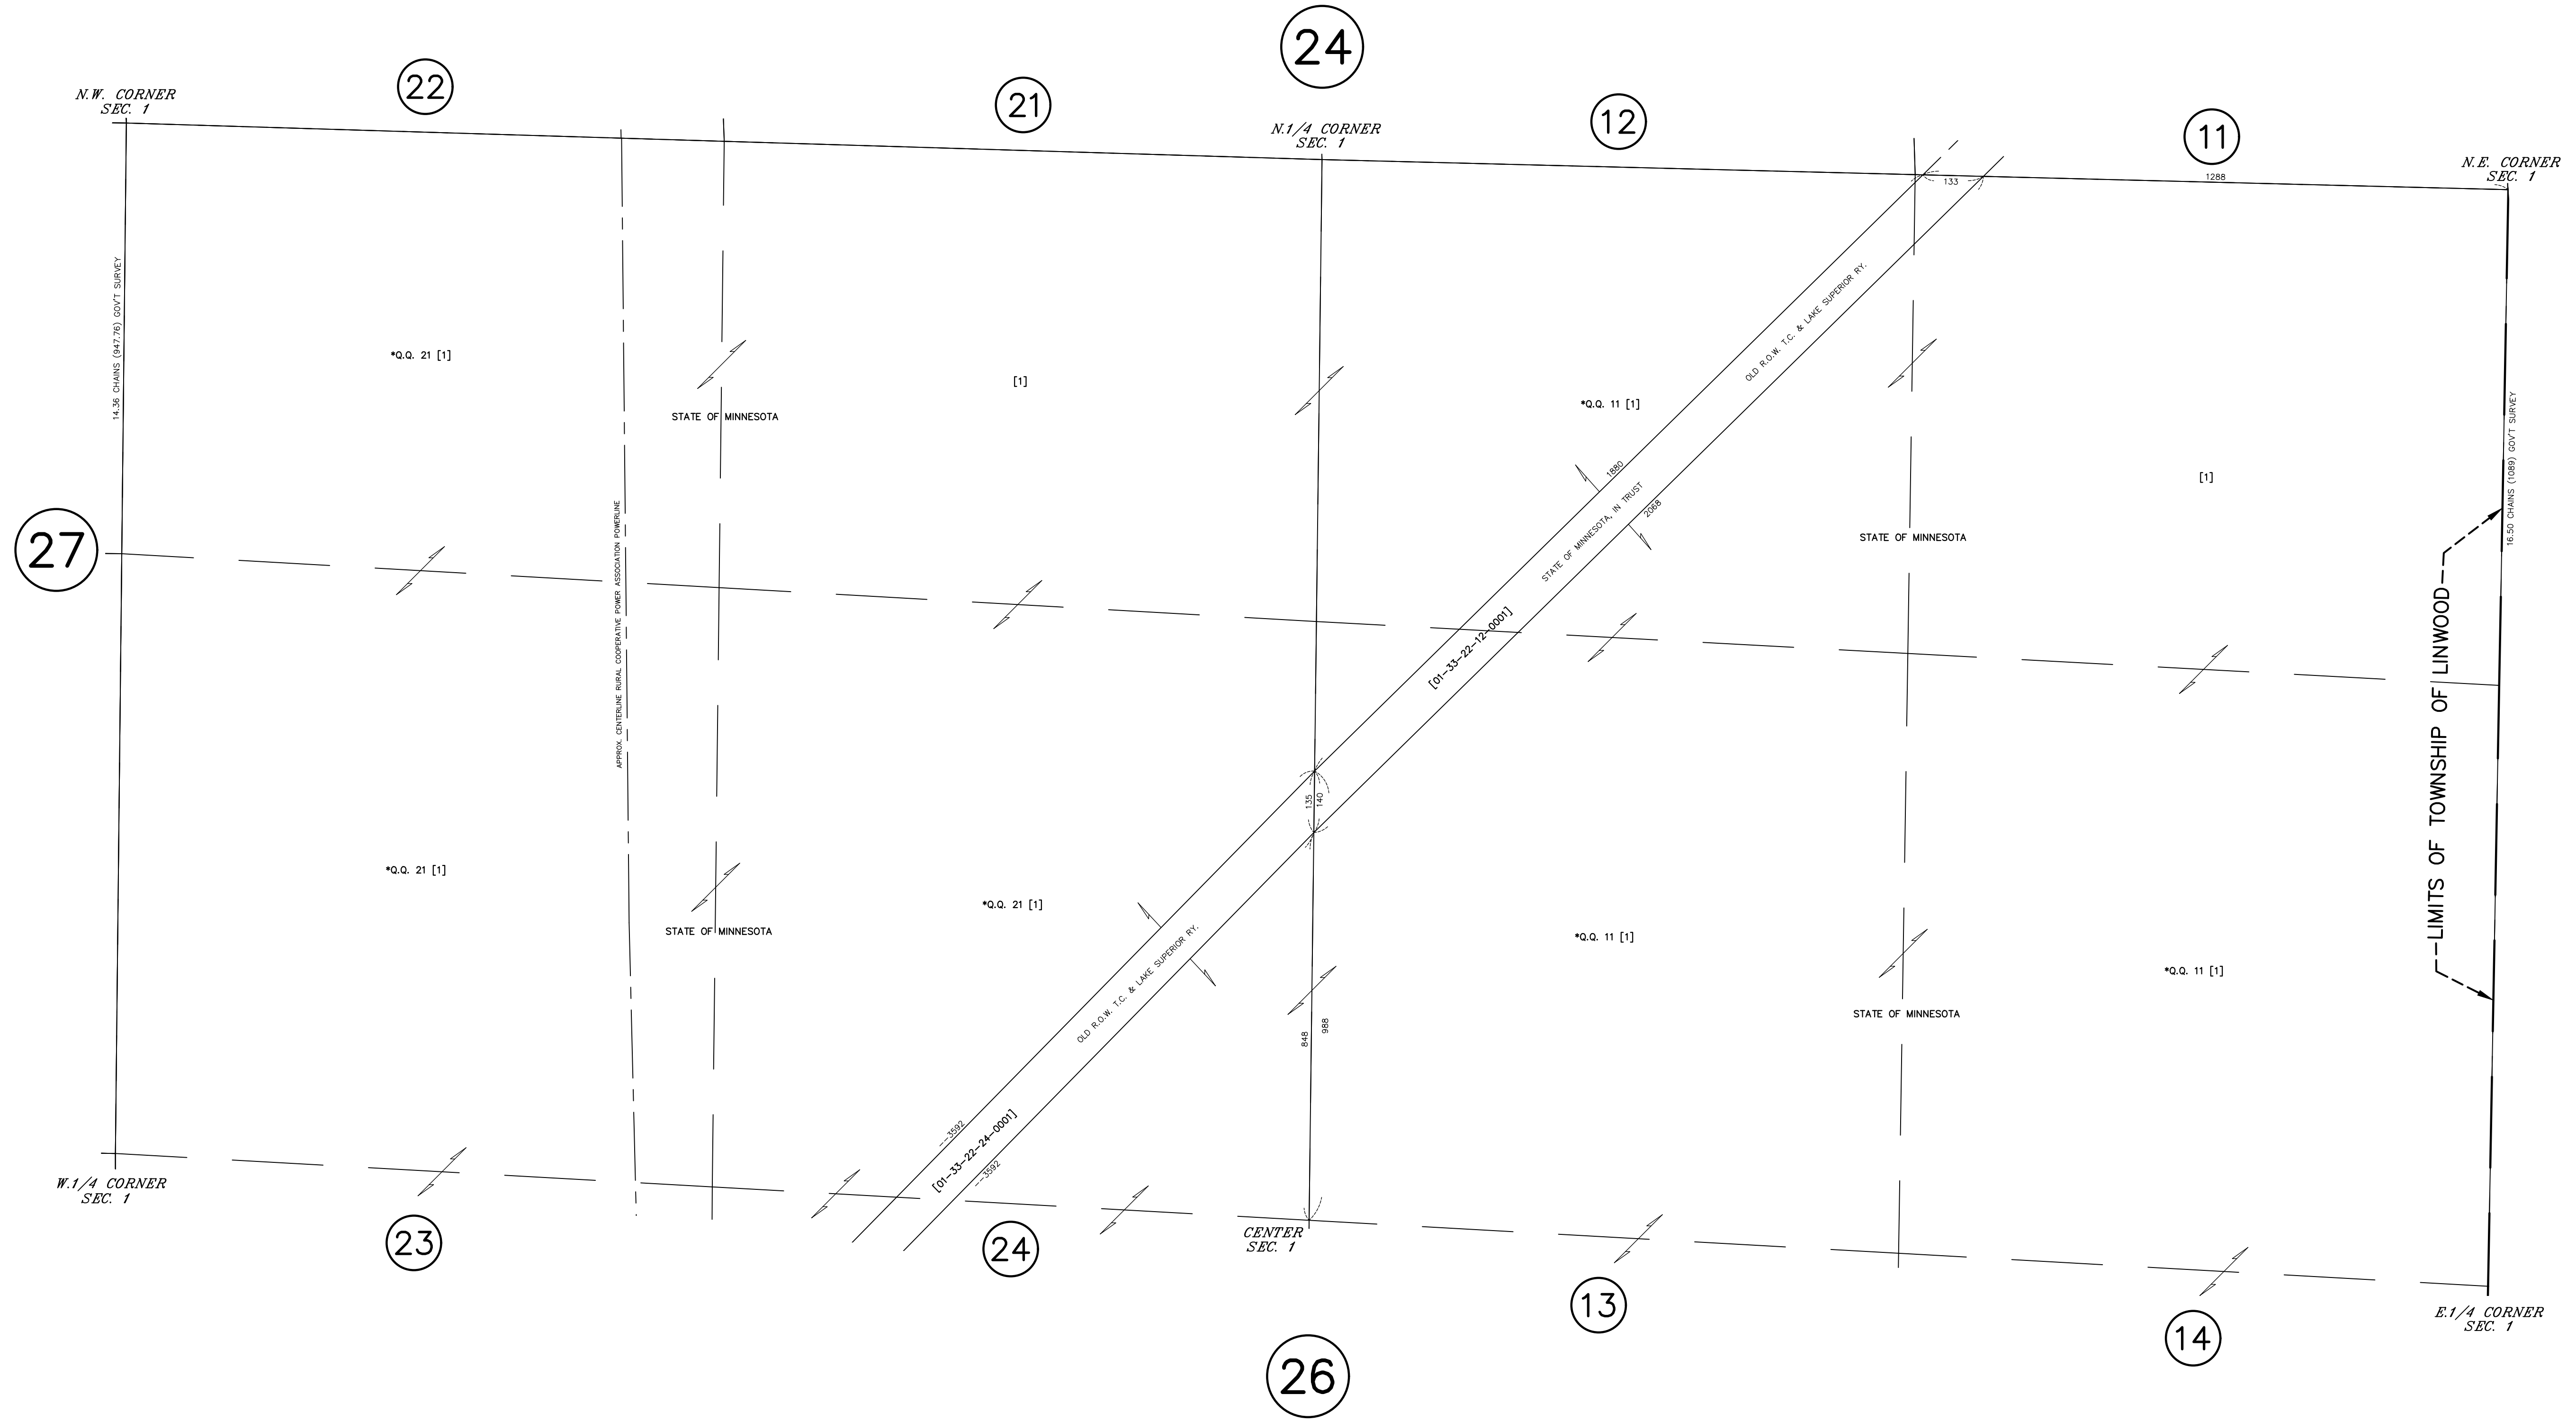 24
22
21
12
11
N.W. CORNER
SEC. 1
N.1/4 CORNER
SEC. 1
N.E. CORNER
SEC. 1
133
1288
14.36 CHAINS (947.76) GOV'T SURVEY
OLD R.O.W. T.C. & LAKE SUPERIOR RY.
*Q.Q. 21 [1]
[1]
*Q.Q. 11 [1]
STATE OF MINNESOTA
1880
2068
[1]
16.50 CHAINS (1089) GOV'T SURVEY
STATE OF MINNESOTA, IN TRUST
STATE OF MINNESOTA
27
APPROX. CENTERLINE RURAL COOPERATIVE POWER ASSOCIATION POWERLINE
[01-33-22-12-0001]
LIMITS OF TOWNSHIP OF LINWOOD
135
140
*Q.Q. 21 [1]
*Q.Q. 21 [1]
STATE OF MINNESOTA
*Q.Q. 11 [1]
*Q.Q. 11 [1]
OLD R.O.W. T.C. & LAKE SUPERIOR RY.
STATE OF MINNESOTA
848
988
--3592
[01-33-22-24-0001]
--3592
W.1/4 CORNER
SEC. 1
23
24
CENTER
SEC. 1
13
14
E.1/4 CORNER
SEC. 1
26